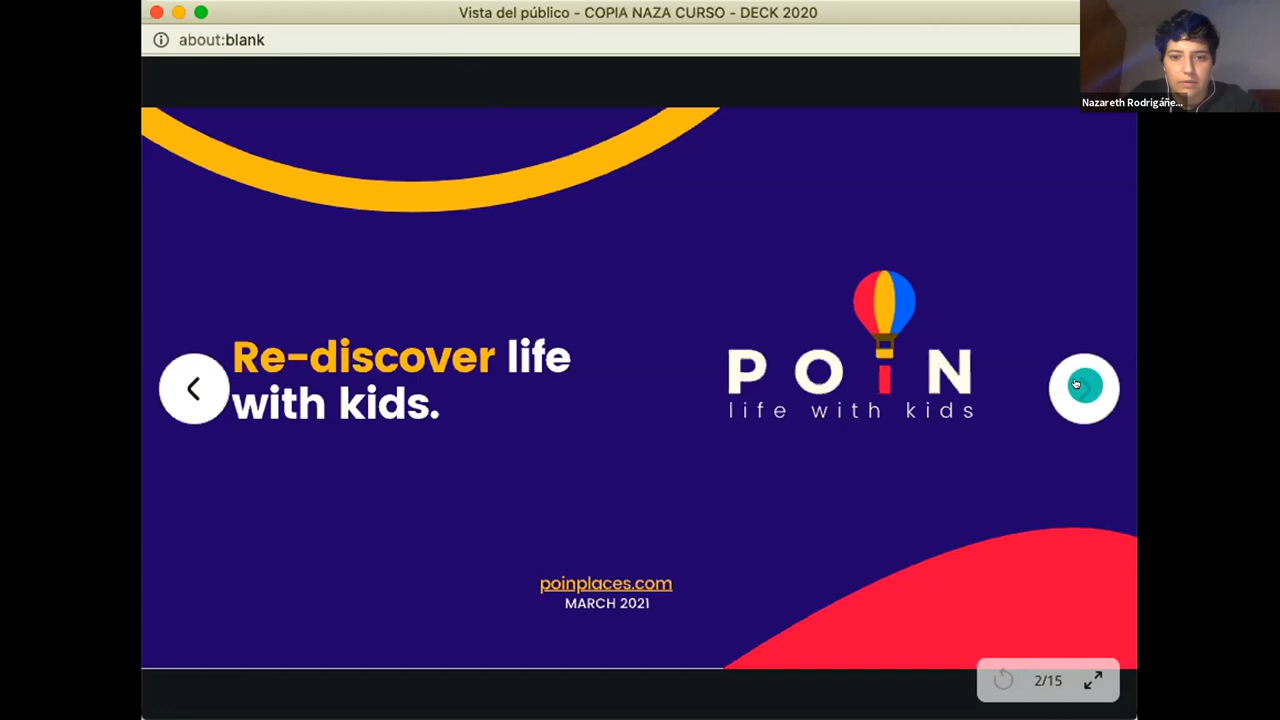 Vista del público - COPIA NAZA CURSO - DECK 2020
about:blank
Nazareth Rodrigáñe...
Re-discover life
with kids.
POiN
life with kids
poinplaces.com
MARCH 2021
2/15